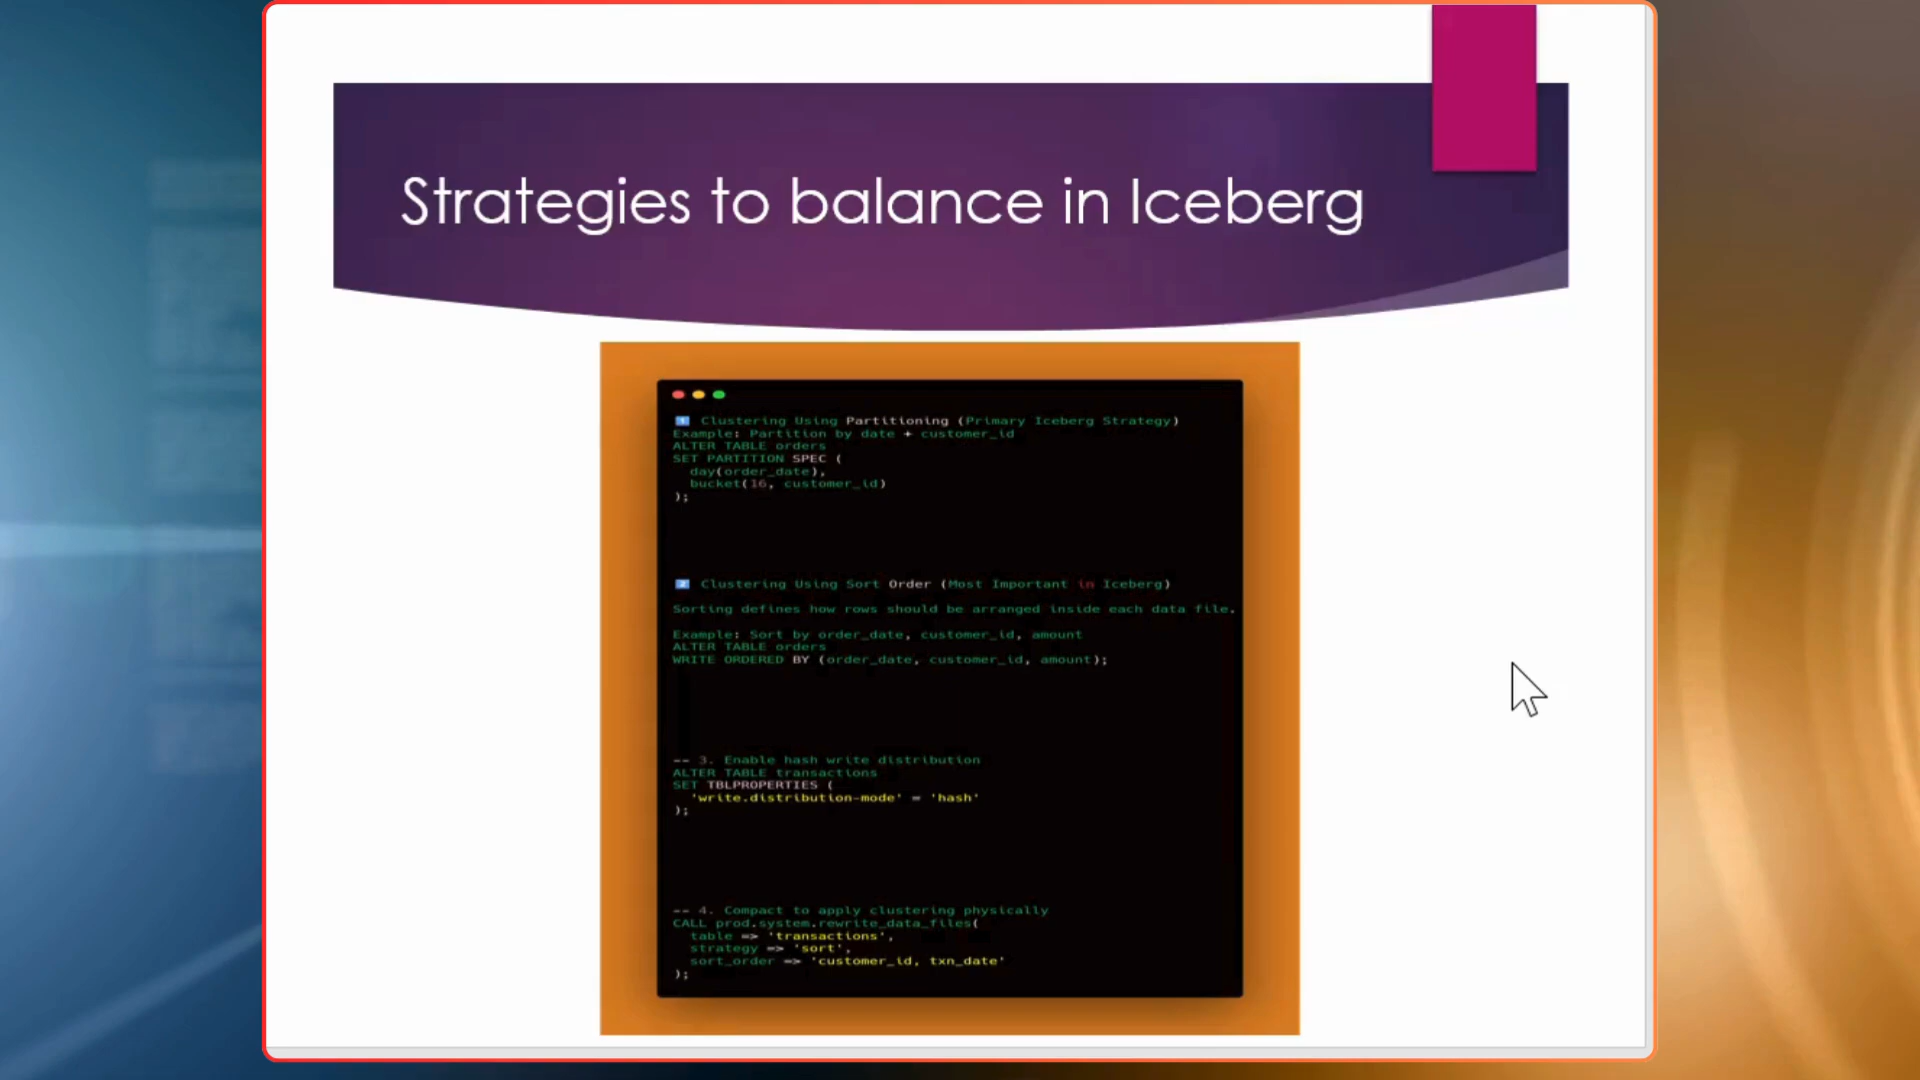 Strategies to balance in Iceberg
1 Clustering Using Partitioning (Primary Iceberg Strategy)
Example: Partition by date + customer_id
ALTER TABLE orders
SET PARTITION SPEC (
day(order_date),
bucket(16, customer_id)
);
2 Clustering Using Sort Order (Most Important in Iceberg)
Sorting defines how rows should be arranged inside each data file.
Example: Sort by order_date, customer_id, amount
ALTER TABLE orders
WRITE ORDERED BY (order_date, customer_id, amount);
-- 3. Enable hash write distribution
ALTER TABLE transactions
SET TBLPROPERTIES (
'write.distribution-mode' = 'hash'
);
-- 4. Compact to apply clustering physically
CALL prod.system.rewrite_data_files(
table => 'transactions',
strategy => 'sort',
sort_order => 'customer_id, txn_date'
);